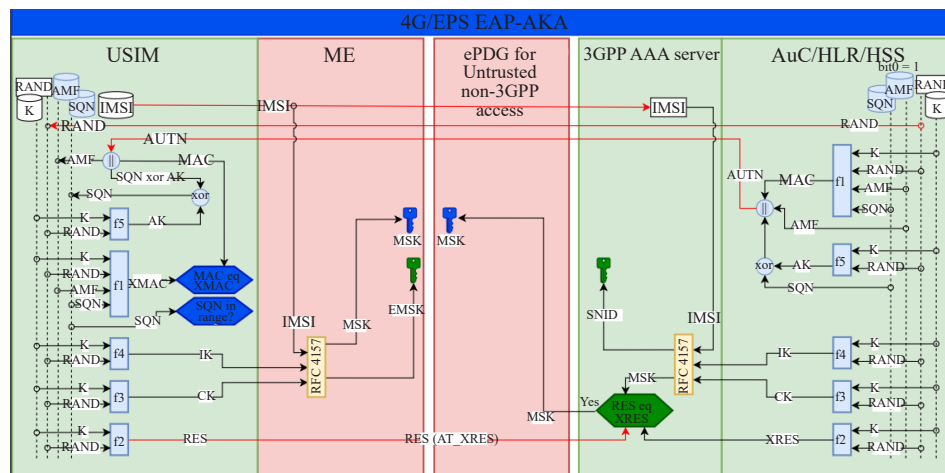 4G/EPS EAP-AKA
USIM
ME
ePDG for
Untrusted
non-3GPP
access
3GPP AAA server
AuC/HLR/HSS
bit0 = 1
RAND
K
AMF
SQN
IMSI
IMSI
IMSI
AMF
SQN
RAND
K
RAND
RAND
AUTN
AMF
||
MAC
SQN xor AK
SQN
xor
K
RAND
f5
AK
K
RAND
AMF
SQN
f1
XMAC
MAC eq
XMAC
SQN in
range?
SQN
K
RAND
f4
IK
K
RAND
f3
CK
K
RAND
f2
RES
IMSI
RFC 4157
MSK
EMSK
MSK
EMSK
MSK
MSK
RES (AT_XRES)
SNID
IMSI
RFC 4157
MSK
Yes
RES eq
XRES
AUTN
||
MAC
f1
K
RAND
AMF
SQN
AMF
xor
AK
f5
K
RAND
SQN
IK
f4
K
RAND
CK
f3
K
RAND
XRES
f2
K
RAND